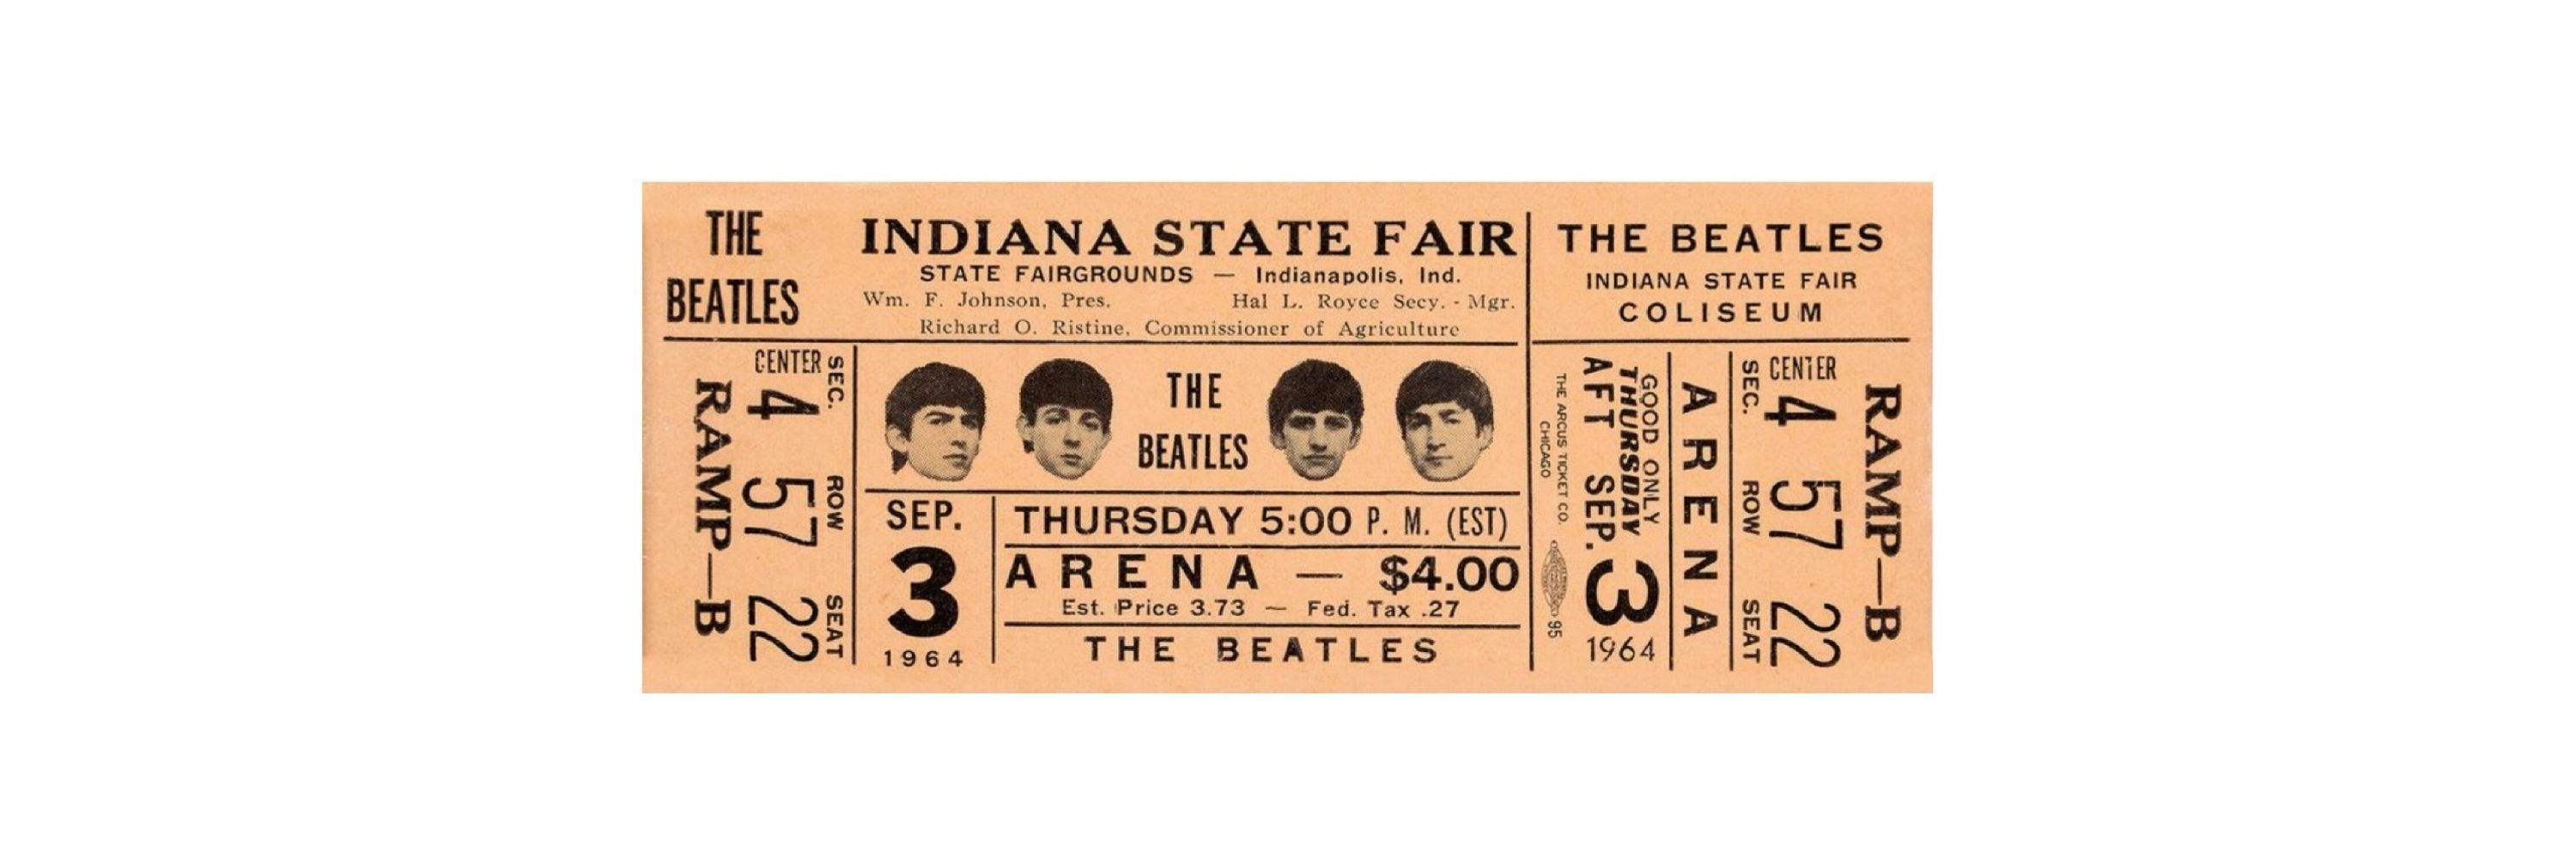 THE
BEATLES
INDIANA STATE FAIR
STATE FAIRGROUNDS — Indianapolis, Ind.
Wm. F. Johnson, Pres. Hal L. Royce Secy. - Mgr.
Richard O. Ristine, Commissioner of Agriculture
SEC. ROW SEAT
CENTER 4 57 22
RAMP—B
THE
BEATLES
SEP.
3
1964
THURSDAY 5:00 P. M. (EST)
ARENA — $4.00
Est. Price 3.73 — Fed. Tax .27
THE BEATLES
THE BEATLES
INDIANA STATE FAIR
COLISEUM
RAMP—B
CENTER 4 57 22
SEC. ROW SEAT
ARENA
GOOD ONLY
THURSDAY
AFT SEP. 3
1964
THE ARCUS TICKET CO.
CHICAGO
95